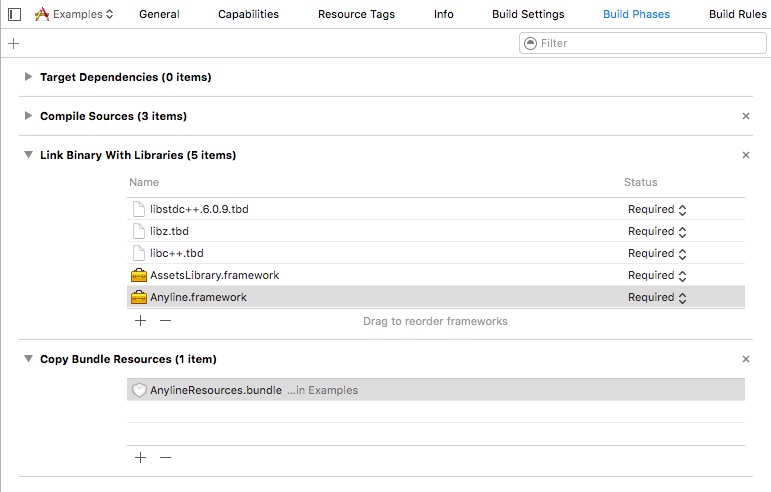 Examples General Capabilities Resource Tags Info Build Settings Build Phases Build Rules
+ Filter
Target Dependencies (0 items)
Compile Sources (3 items) ×
Link Binary With Libraries (5 items) ×
Name Status
libstdc++.6.0.9.tbd Required
libz.tbd Required
libc++.tbd Required
AssetsLibrary.framework Required
Anyline.framework Required
+ − Drag to reorder frameworks
Copy Bundle Resources (1 item) ×
AnylineResources.bundle ...in Examples
+ −